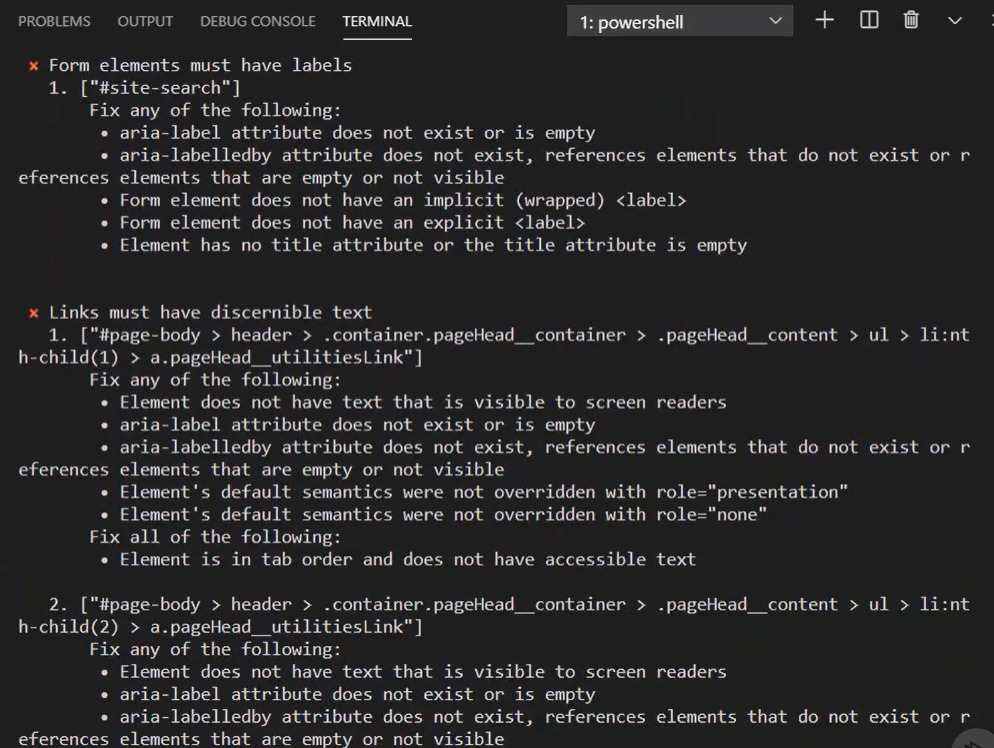 PROBLEMS OUTPUT DEBUG CONSOLE TERMINAL 1: powershell
× Form elements must have labels
1. ["#site-search"]
Fix any of the following:
• aria-label attribute does not exist or is empty
• aria-labelledby attribute does not exist, references elements that do not exist or r
eferences elements that are empty or not visible
• Form element does not have an implicit (wrapped) <label>
• Form element does not have an explicit <label>
• Element has no title attribute or the title attribute is empty
× Links must have discernible text
1. ["#page-body > header > .container.pageHead__container > .pageHead__content > ul > li:nt
h-child(1) > a.pageHead__utilitiesLink"]
Fix any of the following:
• Element does not have text that is visible to screen readers
• aria-label attribute does not exist or is empty
• aria-labelledby attribute does not exist, references elements that do not exist or r
eferences elements that are empty or not visible
• Element's default semantics were not overridden with role="presentation"
• Element's default semantics were not overridden with role="none"
Fix all of the following:
• Element is in tab order and does not have accessible text
2. ["#page-body > header > .container.pageHead__container > .pageHead__content > ul > li:nt
h-child(2) > a.pageHead__utilitiesLink"]
Fix any of the following:
• Element does not have text that is visible to screen readers
• aria-label attribute does not exist or is empty
• aria-labelledby attribute does not exist, references elements that do not exist or r
eferences elements that are empty or not visible